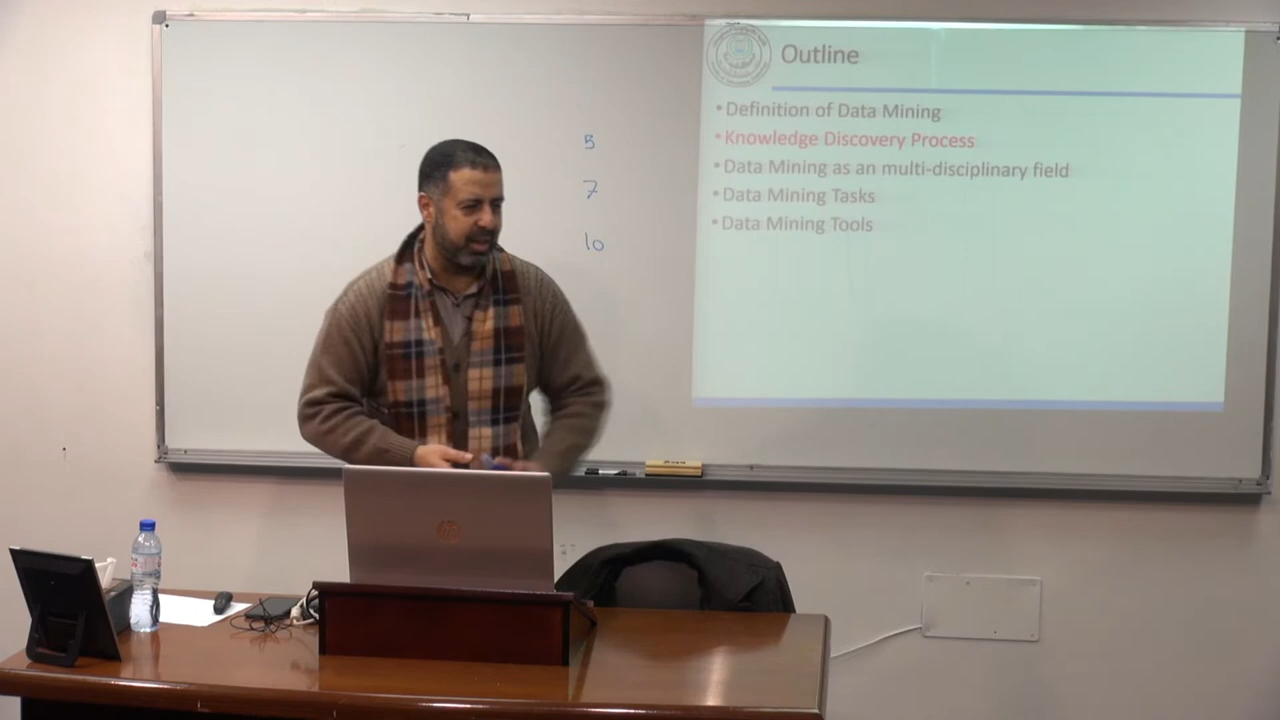 Outline
• Definition of Data Mining
• Knowledge Discovery Process
• Data Mining as an multi-disciplinary field
• Data Mining Tasks
• Data Mining Tools
5
7
10
hp